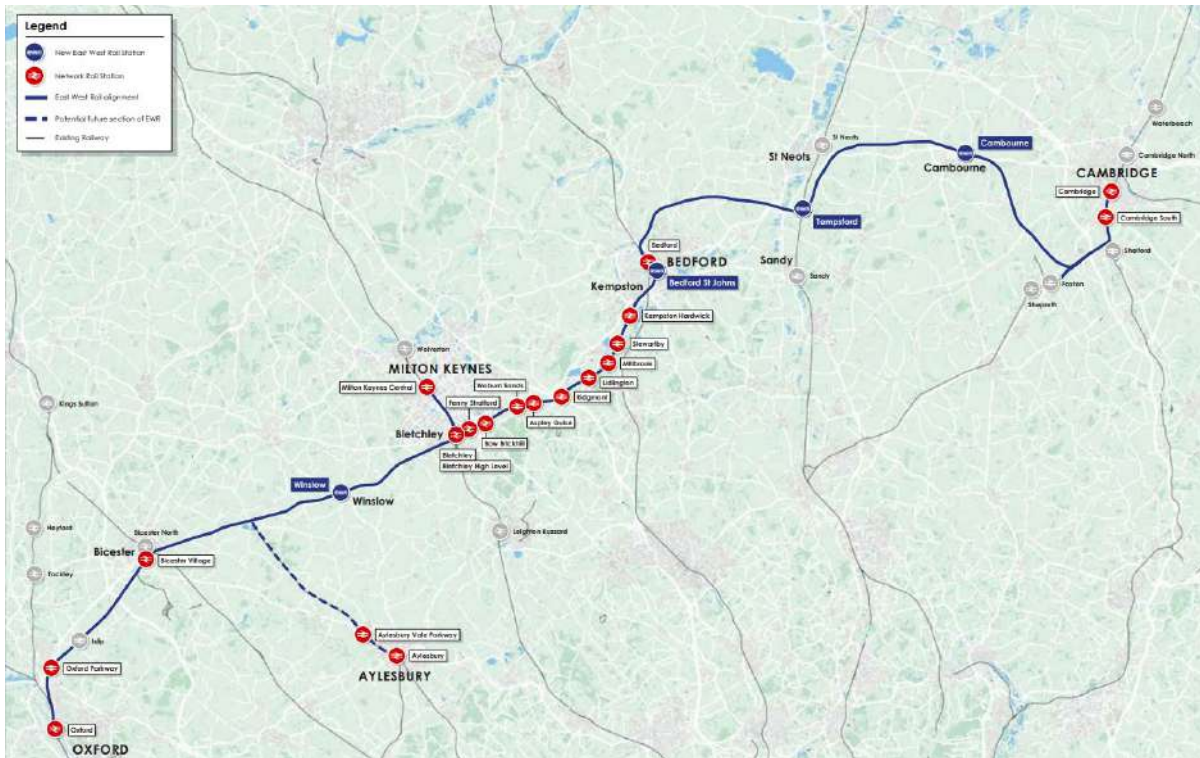 Legend
New East West Rail Station
Network Rail Station
East West Rail alignment
Potential future section of EWR
Existing Railway
Waterbeach
St Neots
St Neots
Cambourne
Cambourne
Cambridge North
CAMBRIDGE
Cambridge
Cambridge South
Tempsford
Shelford
Bedford
BEDFORD
Sandy
Sandy
Bedford St Johns
Kempston
Foxton
Shepreth
Kempston Hardwick
Stewartby
Wolverton
Millbrook
MILTON KEYNES
Lidlington
Milton Keynes Central
Woburn Sands
Ridgmont
Kings Sutton
Fenny Stratford
Aspley Guise
Bletchley
Bow Brickhill
Bletchley
Bletchley High Level
Winslow
Winslow
Heyford
Bicester North
Leighton Buzzard
Bicester
Bicester Village
Tackley
Islip
Aylesbury Vale Parkway
Oxford Parkway
Aylesbury
AYLESBURY
Oxford
OXFORD